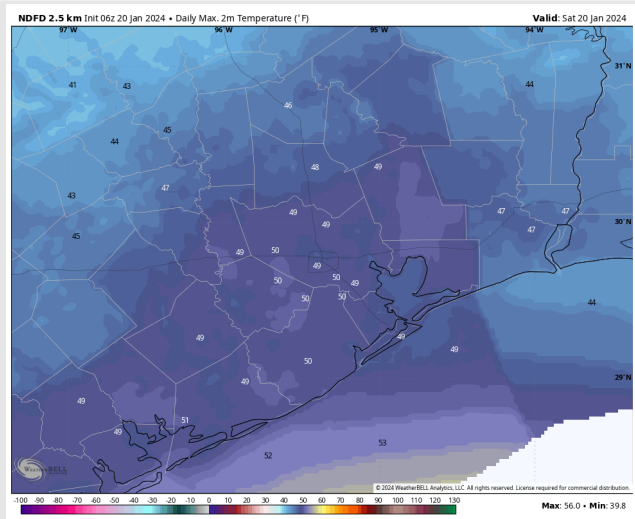 NDFD 2.5 km Init 06z 20 Jan 2024 • Daily Max. 2m Temperature (°F) Valid: Sat 20 Jan 2024
97°W 96°W 95°W 94°W
31°N
41 43 44
46
45
44
48 49
47
43 49 47 47
30°N
49 47
45
49 50
49
50 50 49
50 50
44
49 49
49
50
29°N
49
49
51
49
53
52
WeatherBELL
© 2024 WeatherBELL Analytics, LLC. All rights reserved. License required for commercial distribution.
-100 -90 -80 -70 -60 -50 -40 -30 -20 -10 0 10 20 30 40 50 60 70 80 90 100 110 120 130
Max: 56.0 • Min: 39.8